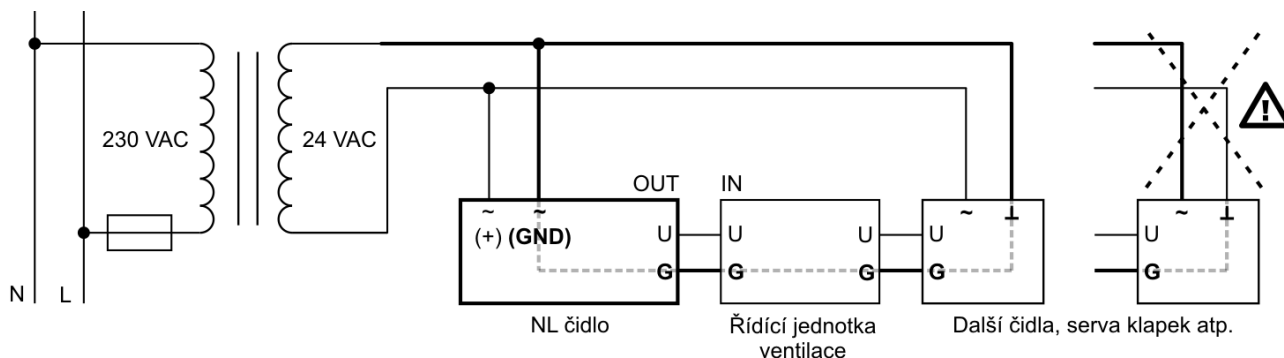 230 VAC
24 VAC
N
L
OUT
IN
~
~
(+) (GND)
U
G
U
G
U
G
~
⊥
U
G
~
⊥
U
G
NL čidlo
Řídící jednotka
ventilace
Další čidla, serva klapek atp.